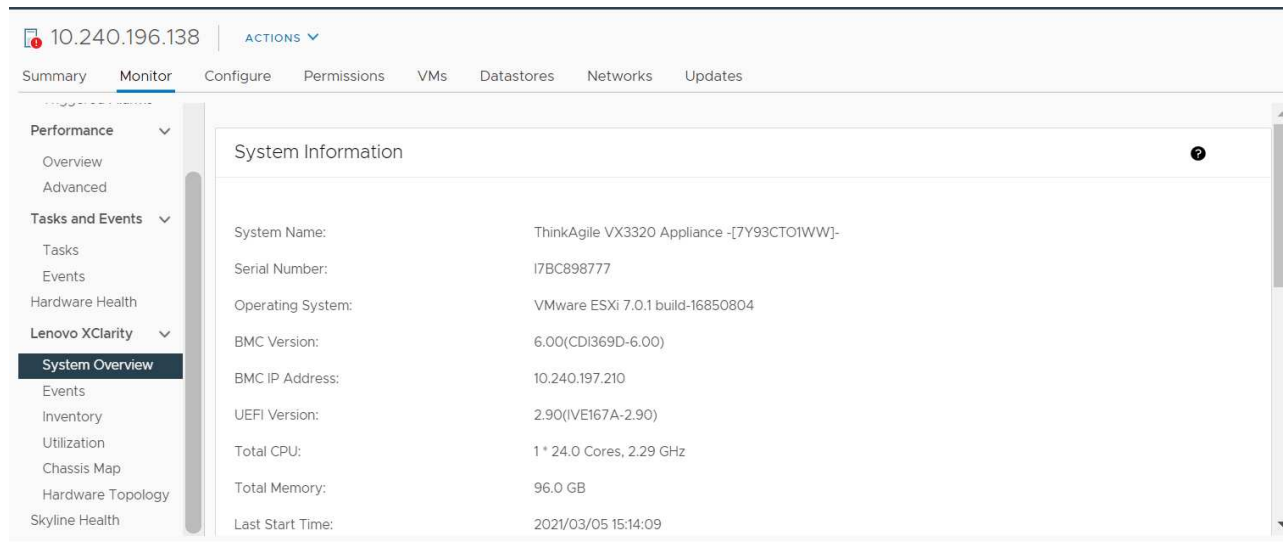 10.240.196.138 ACTIONS
Summary Monitor Configure Permissions VMs Datastores Networks Updates
Performance
Overview
Advanced
Tasks and Events
Tasks
Events
Hardware Health
Lenovo XClarity
System Overview
Events
Inventory
Utilization
Chassis Map
Hardware Topology
Skyline Health
System Information
System Name: ThinkAgile VX3320 Appliance -[7Y93CTO1WW]-
Serial Number: I7BC898777
Operating System: VMware ESXi 7.0.1 build-16850804
BMC Version: 6.00(CDI369D-6.00)
BMC IP Address: 10.240.197.210
UEFI Version: 2.90(IVE167A-2.90)
Total CPU: 1 * 24.0 Cores, 2.29 GHz
Total Memory: 96.0 GB
Last Start Time: 2021/03/05 15:14:09